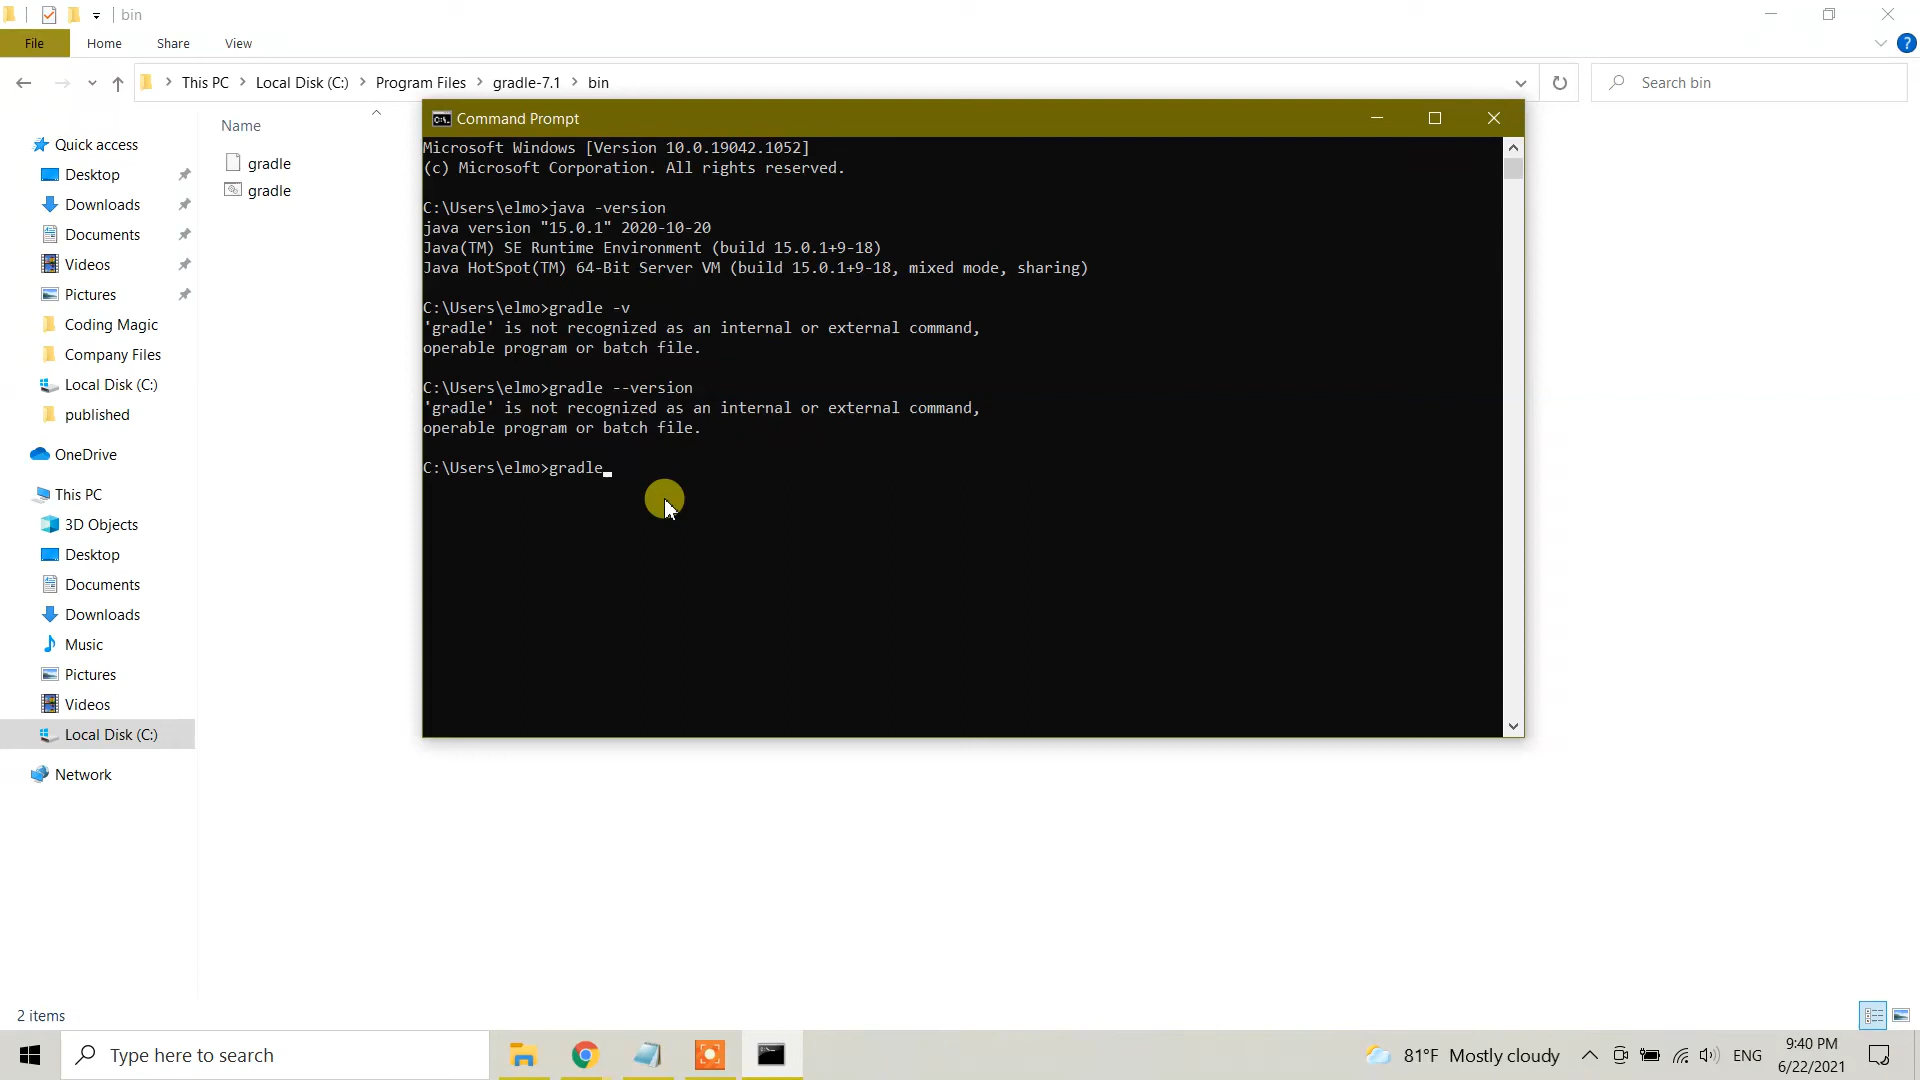 bin
File
Home
Share
View
This PC
Local Disk (C:)
Program Files
gradle-7.1
bin
Search bin
Name
gradle
gradle
Quick access
Desktop
Downloads
Documents
Videos
Pictures
Coding Magic
Company Files
Local Disk (C:)
published
OneDrive
This PC
3D Objects
Desktop
Documents
Downloads
Music
Pictures
Videos
Local Disk (C:)
Network
Command Prompt
Microsoft Windows [Version 10.0.19042.1052]
(c) Microsoft Corporation. All rights reserved.
C:\Users\elmo>java -version
java version "15.0.1" 2020-10-20
Java(TM) SE Runtime Environment (build 15.0.1+9-18)
Java HotSpot(TM) 64-Bit Server VM (build 15.0.1+9-18, mixed mode, sharing)
C:\Users\elmo>gradle -v
'gradle' is not recognized as an internal or external command,
operable program or batch file.
C:\Users\elmo>gradle --version
'gradle' is not recognized as an internal or external command,
operable program or batch file.
C:\Users\elmo>gradle_
2 items
Type here to search
81°F Mostly cloudy
ENG
9:40 PM
6/22/2021